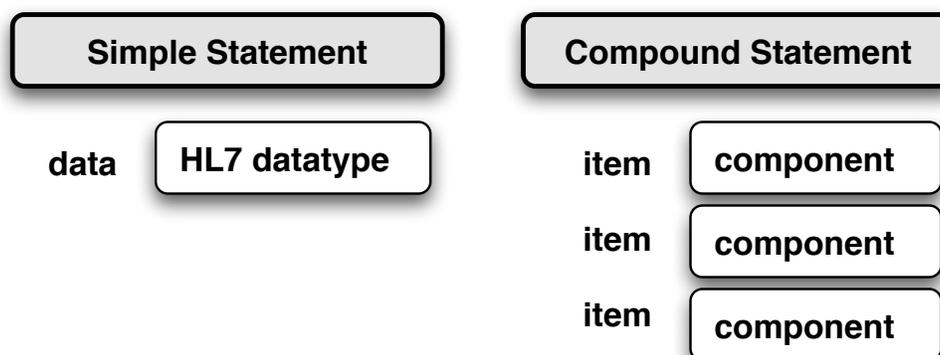 Simple Statement
data HL7 datatype
Compound Statement
item component
item component
item component